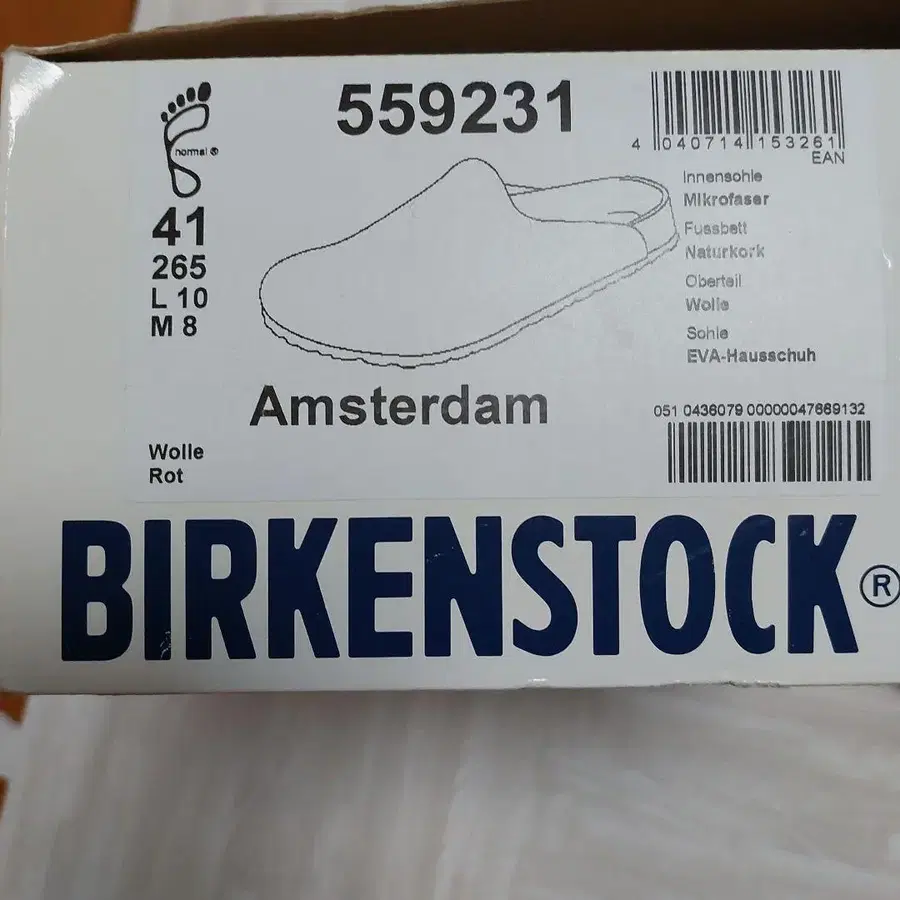 559231
4 040714 153261
EAN
normal ®
41
265
L 10
M 8
Innensohle
Mikrofaser
Fussbett
Naturkork
Oberteil
Wolle
Sohle
EVA-Hausschuh
Amsterdam
051 0436079 00000047669132
Wolle
Rot
BIRKENSTOCK®